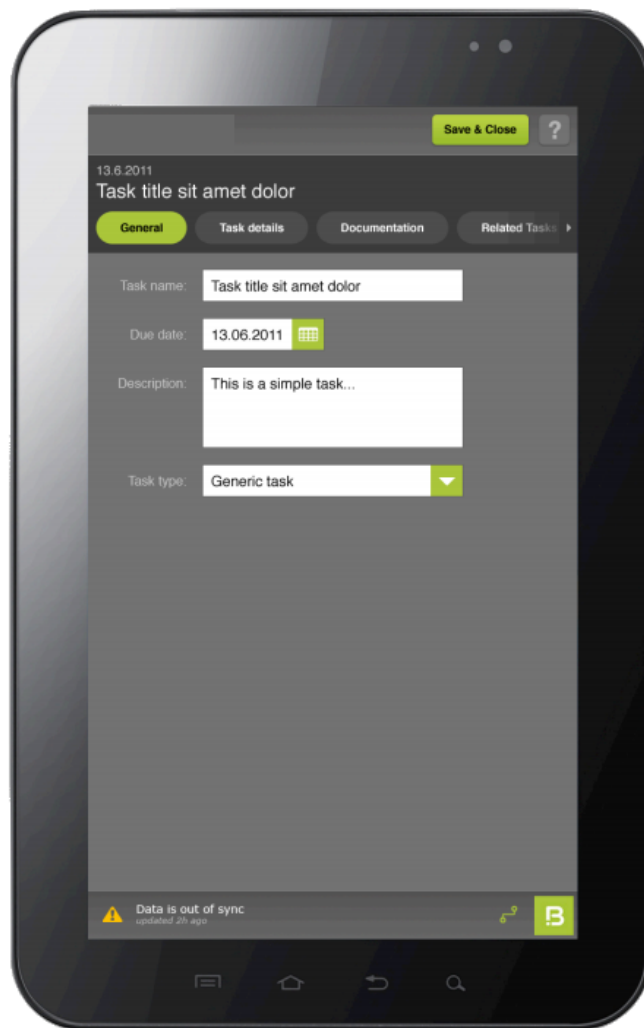 Save & Close
?
13.6.2011
Task title sit amet dolor
General
Task details
Documentation
Related Tasks
Task name:
Task title sit amet dolor
Due date:
13.06.2011
Description:
This is a simple task...
Task type:
Generic task
Data is out of sync
updated 2h ago
B